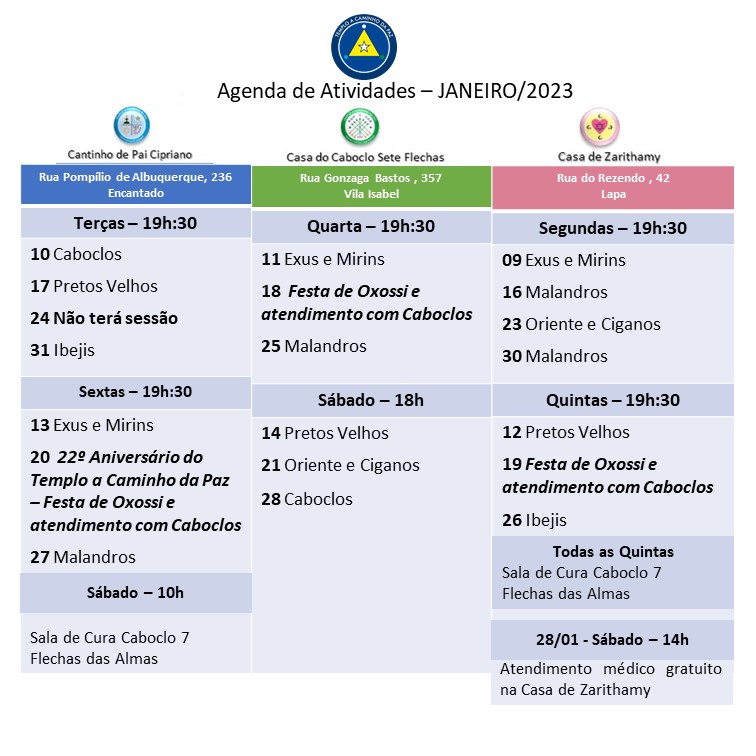 TEMPLO A CAMINHO DA PAZ
Agenda de Atividades – JANEIRO/2023
Cantinho de Pai Cipriano
Rua Pompílio de Albuquerque, 236
Encantado
Terças – 19h:30
10 Caboclos
17 Pretos Velhos
24 Não terá sessão
31 Ibejis
Sextas – 19h:30
13 Exus e Mirins
20 22º Aniversário do
Templo a Caminho da Paz
– Festa de Oxossi e
atendimento com Caboclos
27 Malandros
Sábado – 10h
Sala de Cura Caboclo 7
Flechas das Almas
Casa do Caboclo Sete Flechas
Rua Gonzaga Bastos , 357
Vila Isabel
Quarta – 19h:30
11 Exus e Mirins
18 Festa de Oxossi e
atendimento com Caboclos
25 Malandros
Sábado – 18h
14 Pretos Velhos
21 Oriente e Ciganos
28 Caboclos
Casa de Zarithamy
Rua do Rezendo , 42
Lapa
Segundas – 19h:30
09 Exus e Mirins
16 Malandros
23 Oriente e Ciganos
30 Malandros
Quintas – 19h:30
12 Pretos Velhos
19 Festa de Oxossi e
atendimento com Caboclos
26 Ibejis
Todas as Quintas
Sala de Cura Caboclo 7
Flechas das Almas
28/01 - Sábado – 14h
Atendimento médico gratuito
na Casa de Zarithamy